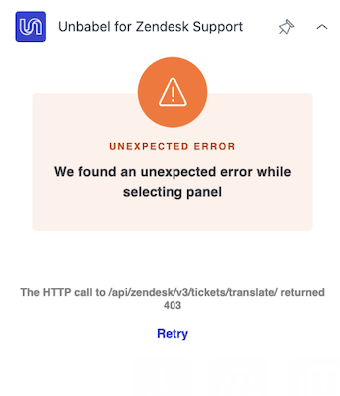 Unbabel for Zendesk Support
UNEXPECTED ERROR
We found an unexpected error while
selecting panel
The HTTP call to /api/zendesk/v3/tickets/translate/ returned
403
Retry